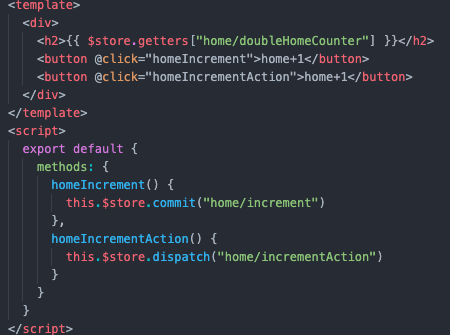 <template>
  <div>
    <h2>{{ $store.getters["home/doubleHomeCounter"] }}</h2>
    <button @click="homeIncrement">home+1</button>
    <button @click="homeIncrementAction">home+1</button>
  </div>
</template>
<script>
  export default {
    methods: {
      homeIncrement() {
        this.$store.commit("home/increment")
      },
      homeIncrementAction() {
        this.$store.dispatch("home/incrementAction")
      }
    }
  }
</script>